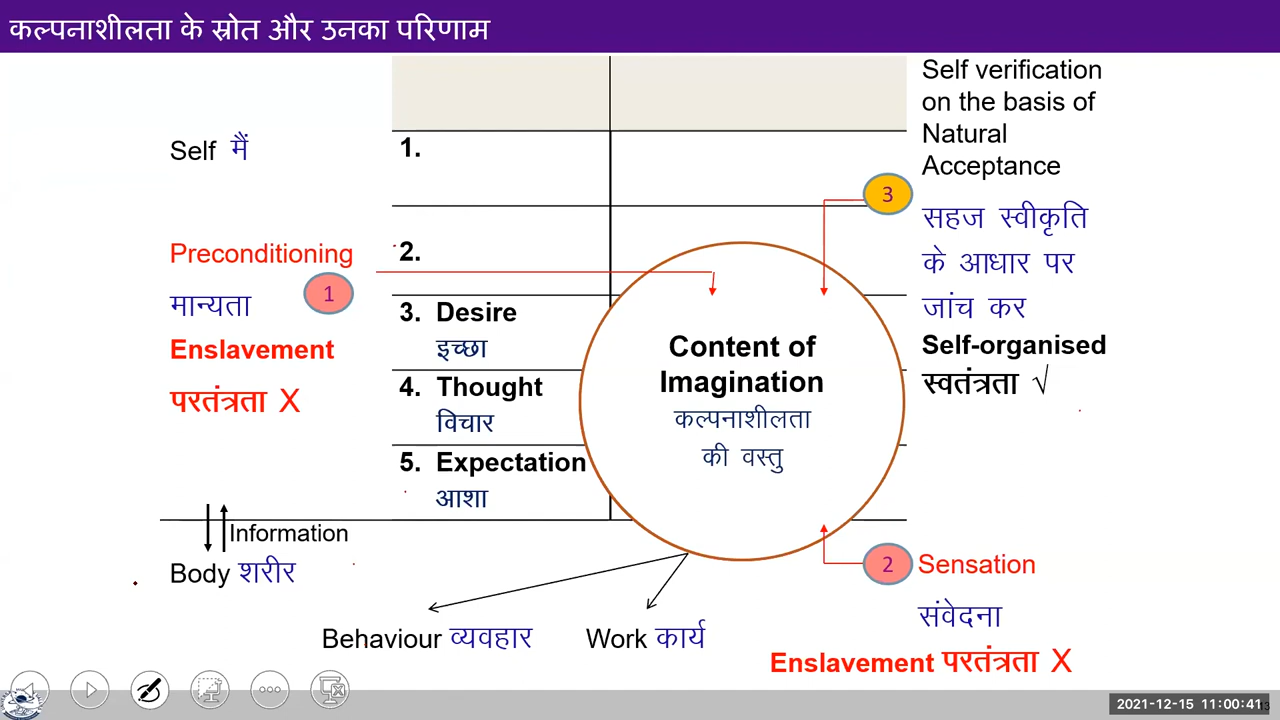 कल्पनाशीलता के स्रोत और उनका परिणाम
Self verification
on the basis of
Natural
Acceptance
Self मैं
1.
3
सहज स्वीकृति
के आधार पर
जांच कर
Preconditioning
2.
मान्यता
1
3. Desire
इच्छा
Enslavement
परतंत्रता X
Content of
Imagination
कल्पनाशीलता
की वस्तु
Self-organised
स्वतंत्रता √
4. Thought
विचार
5. Expectation
आशा
Information
Body शरीर
2
Sensation
संवेदना
Behaviour व्यवहार
Work कार्य
Enslavement परतंत्रता X
2021-12-15 11:00:41
13